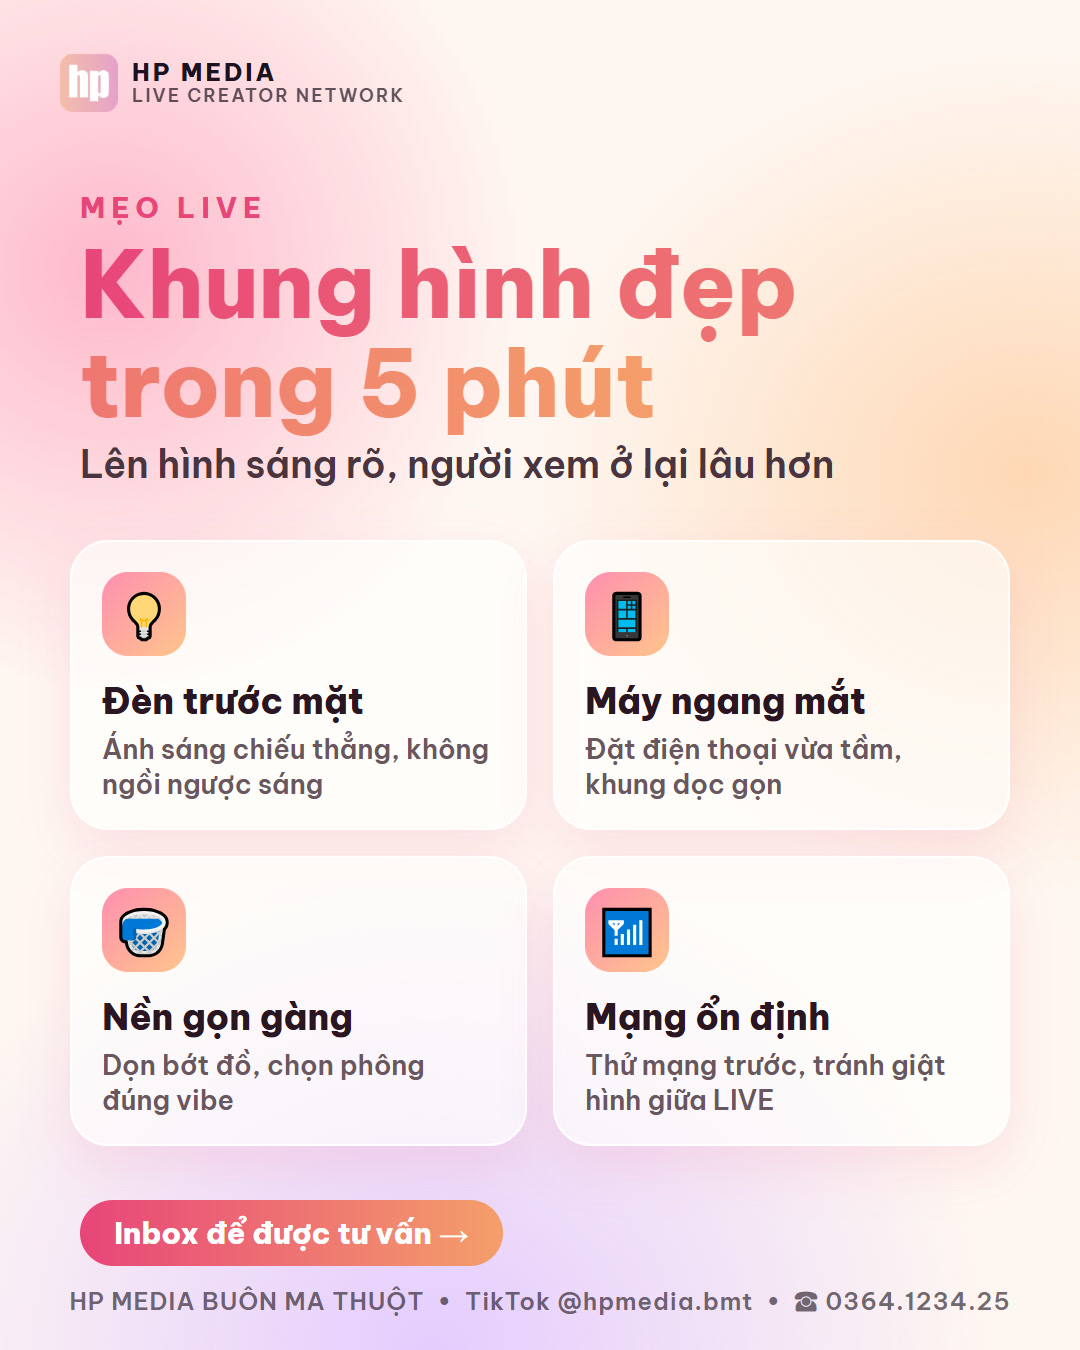 hp
HP MEDIA
LIVE CREATOR NETWORK
MẸO LIVE
Khung hình đẹp
trong 5 phút
Lên hình sáng rõ, người xem ở lại lâu hơn
Đèn trước mặt
Ánh sáng chiếu thẳng, không
ngồi ngược sáng
Máy ngang mắt
Đặt điện thoại vừa tầm,
khung dọc gọn
Nền gọn gàng
Dọn bớt đồ, chọn phông
đúng vibe
Mạng ổn định
Thử mạng trước, tránh giật
hình giữa LIVE
Inbox để được tư vấn →
HP MEDIA BUÔN MA THUỘT • TikTok @hpmedia.bmt • ☎ 0364.1234.25